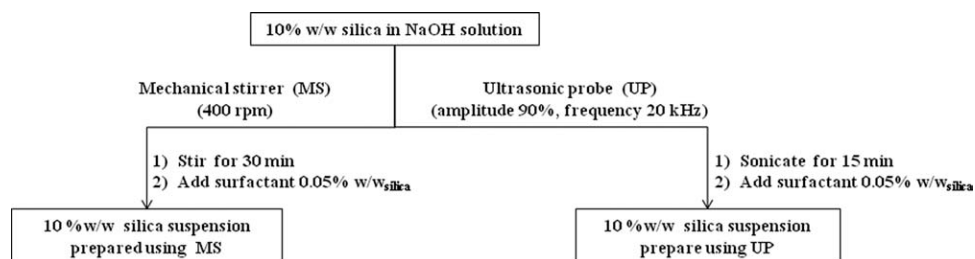 10% w/w silica in NaOH solution
Mechanical stirrer (MS)
(400 rpm)
Ultrasonic probe (UP)
(amplitude 90%, frequency 20 kHz)
1) Stir for 30 min
2) Add surfactant 0.05% w/wsilica
1) Sonicate for 15 min
2) Add surfactant 0.05% w/wsilica
10 %w/w silica suspension
prepared using MS
10 %w/w silica suspension
prepare using UP